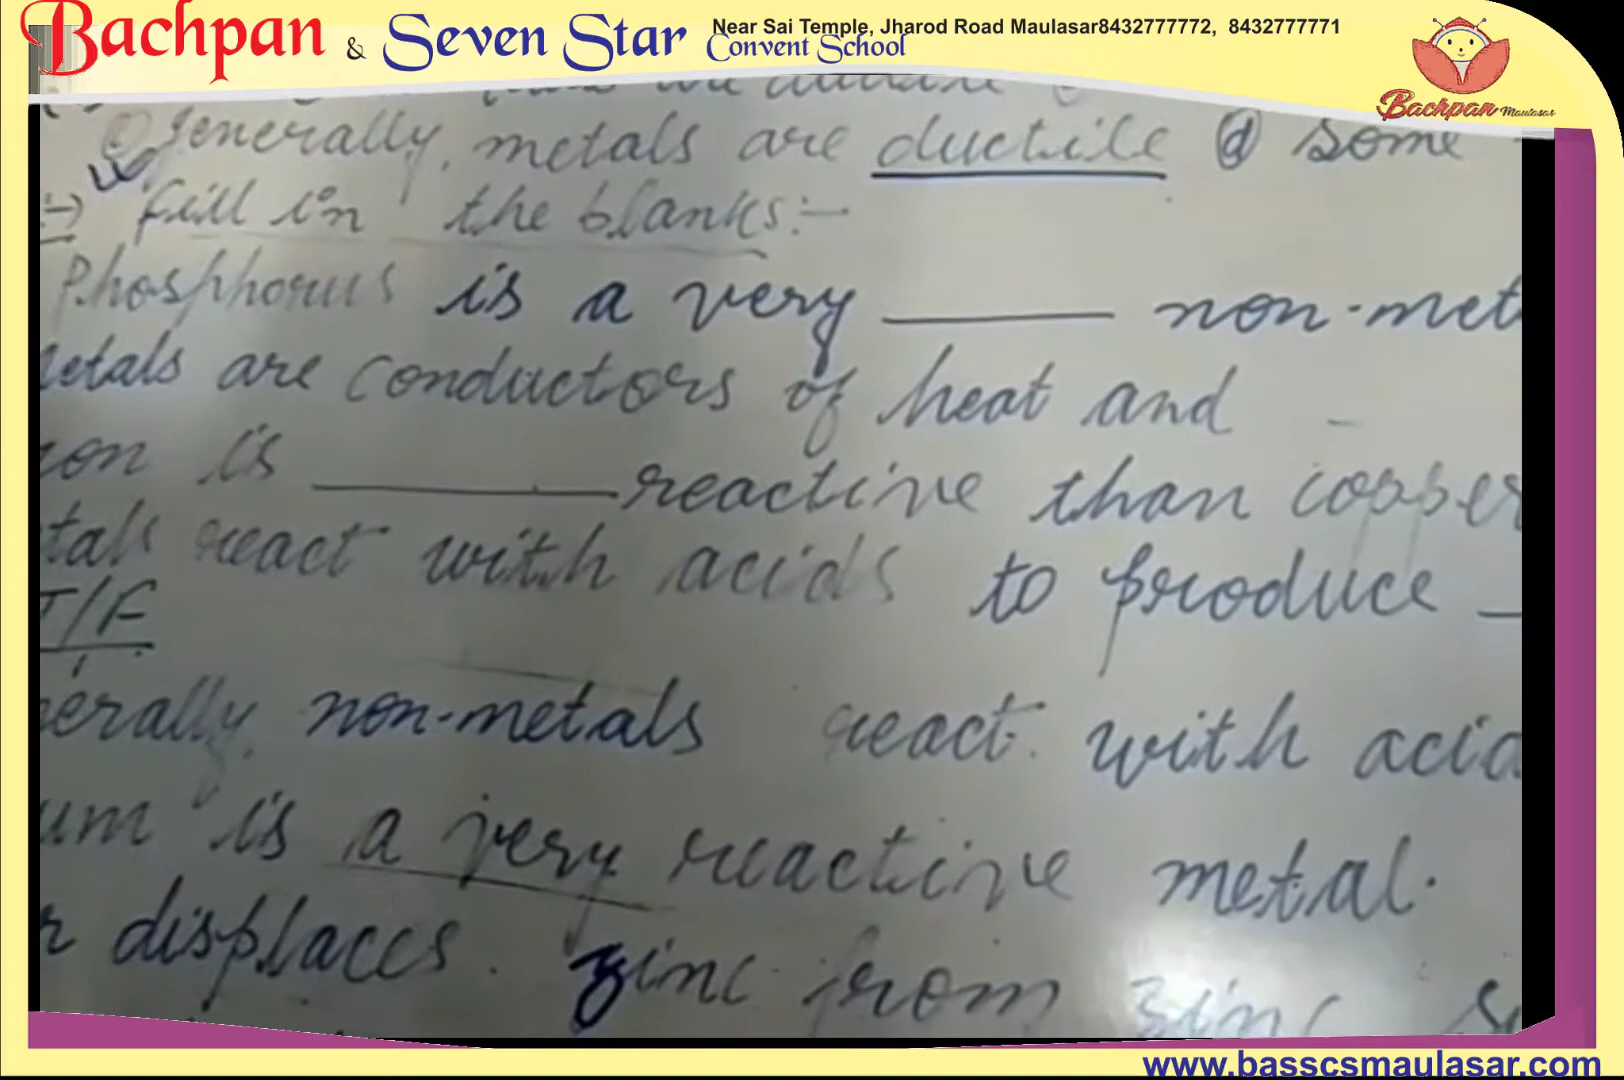 Bachpan & Seven Star Convent School
Near Sai Temple, Jharod Road Maulasar8432777772, 8432777771
Bachpan Maulasar
generally, metals are ductile (d) some
fill in the blanks:-
Phosphorus is a very ______ non-met
etals are conductors of heat and
ron is ______ reactive than copper
tals react with acids to produce _
T/F
erally non-metals react with acid
um is a very reactive metal.
r displaces zinc from zinc s
www.basscsmaulasar.com